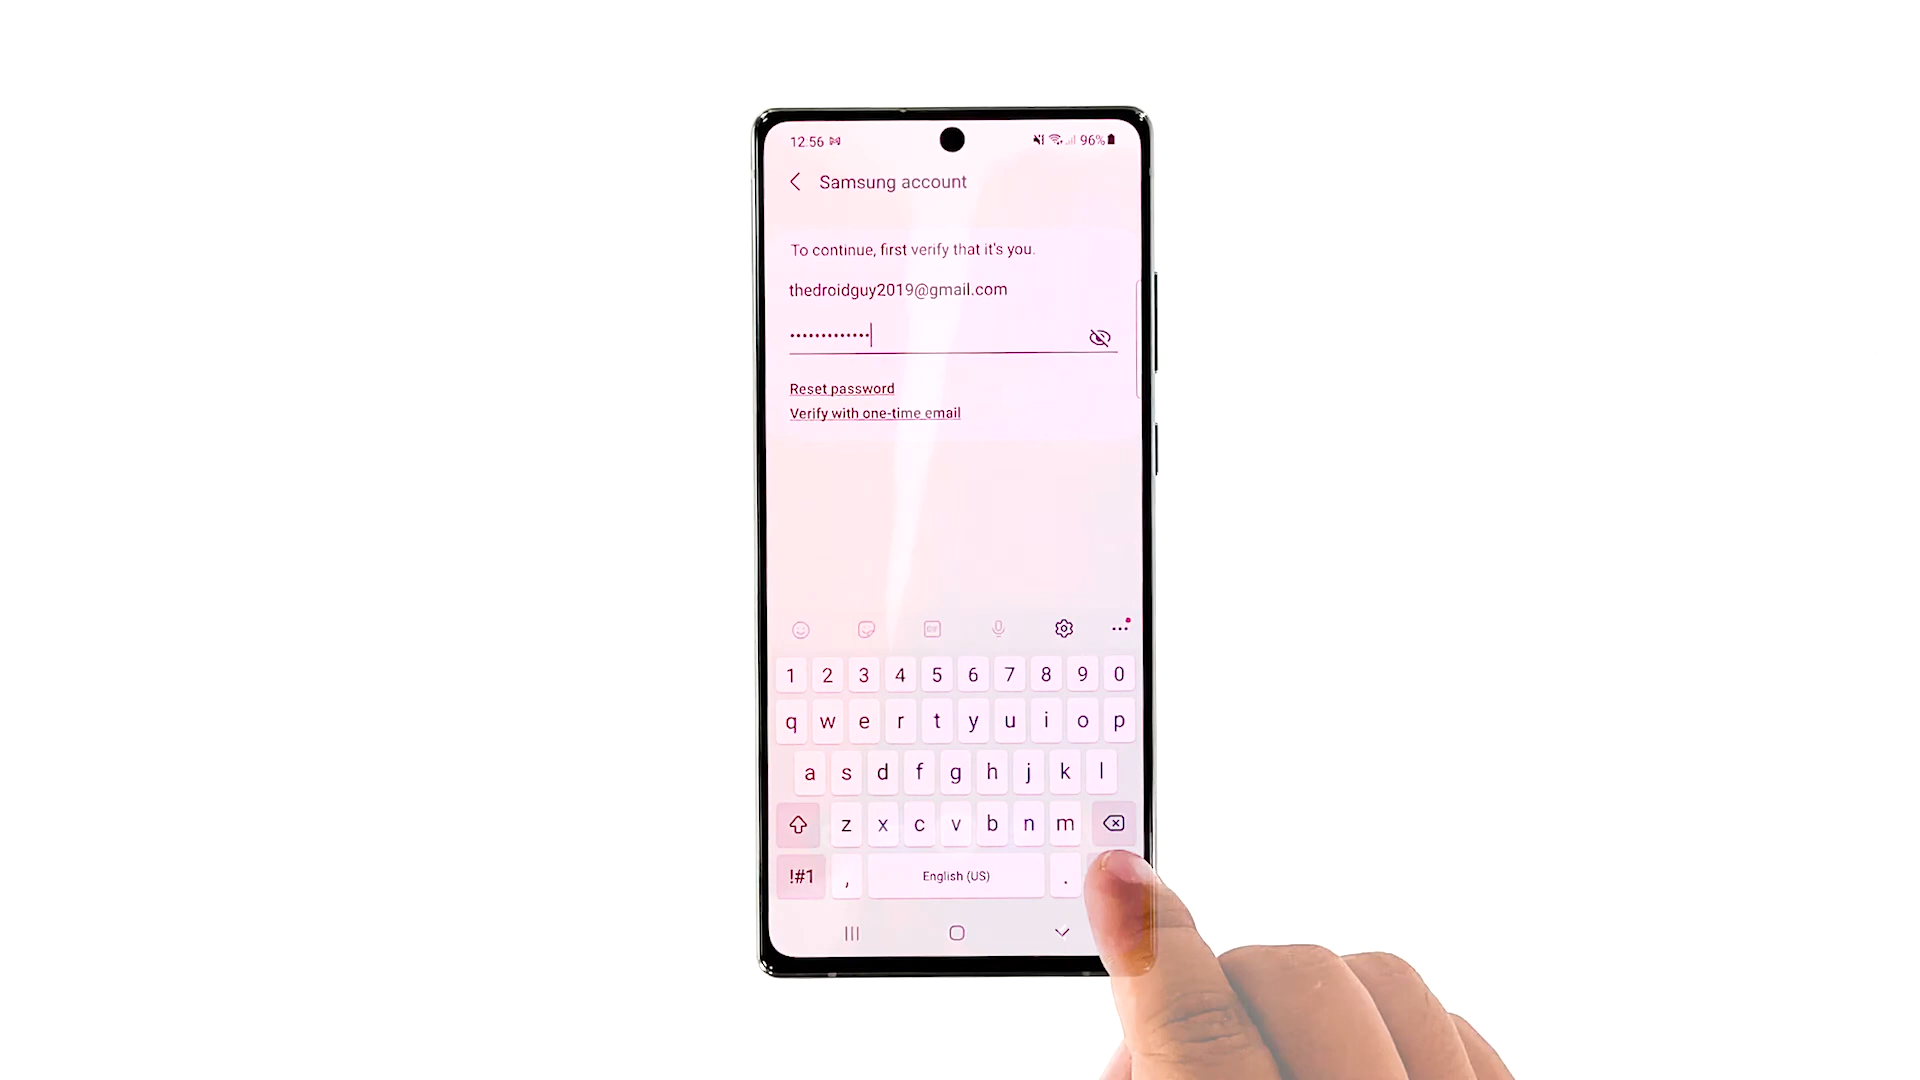 12:56
96%
Samsung account
To continue, first verify that it's you.
thedroidguy2019@gmail.com
•••••••••••••
Reset password
Verify with one-time email
GIF
1 2 3 4 5 6 7 8 9 0
q w e r t y u i o p
a s d f g h j k l
z x c v b n m
!#1 , English (US) .